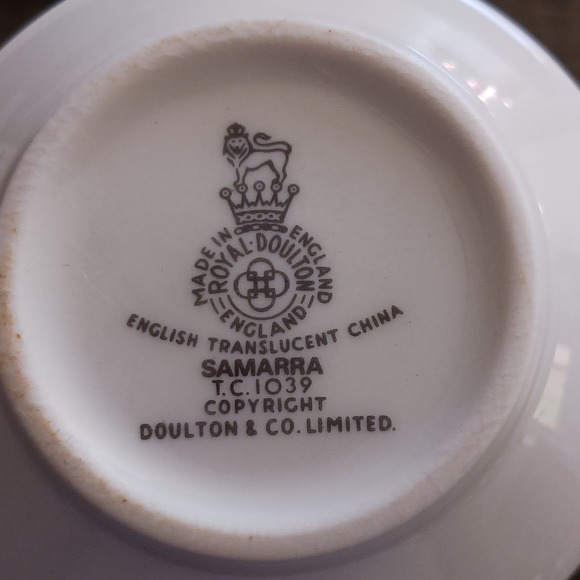 MADE IN ENGLAND
ROYAL·DOULTON
ENGLAND
ENGLISH TRANSLUCENT CHINA
SAMARRA
T.C.1039
COPYRIGHT
DOULTON & CO. LIMITED.